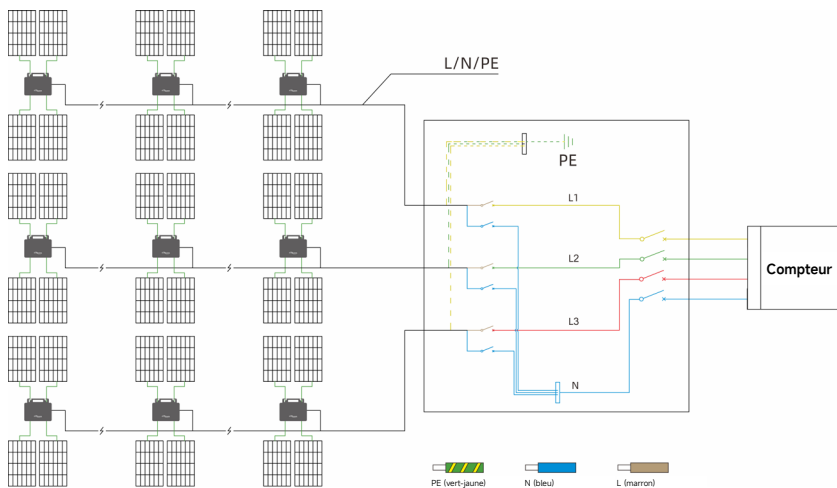 L/N/PE
PE
L1
L2
L3
N
Compteur
PE (vert-jaune)
N (bleu)
L (marron)